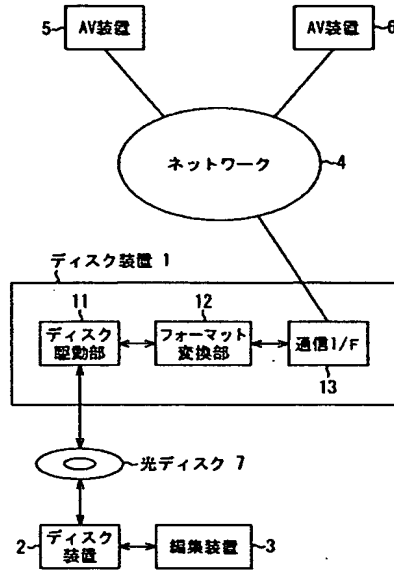 5
AV装置
AV装置
6
ネットワーク
4
ディスク装置 1
11
12
ディスク
駆動部
フォーマット
変換部
通信I/F
13
光ディスク 7
2
ディスク
装置
編集装置
3